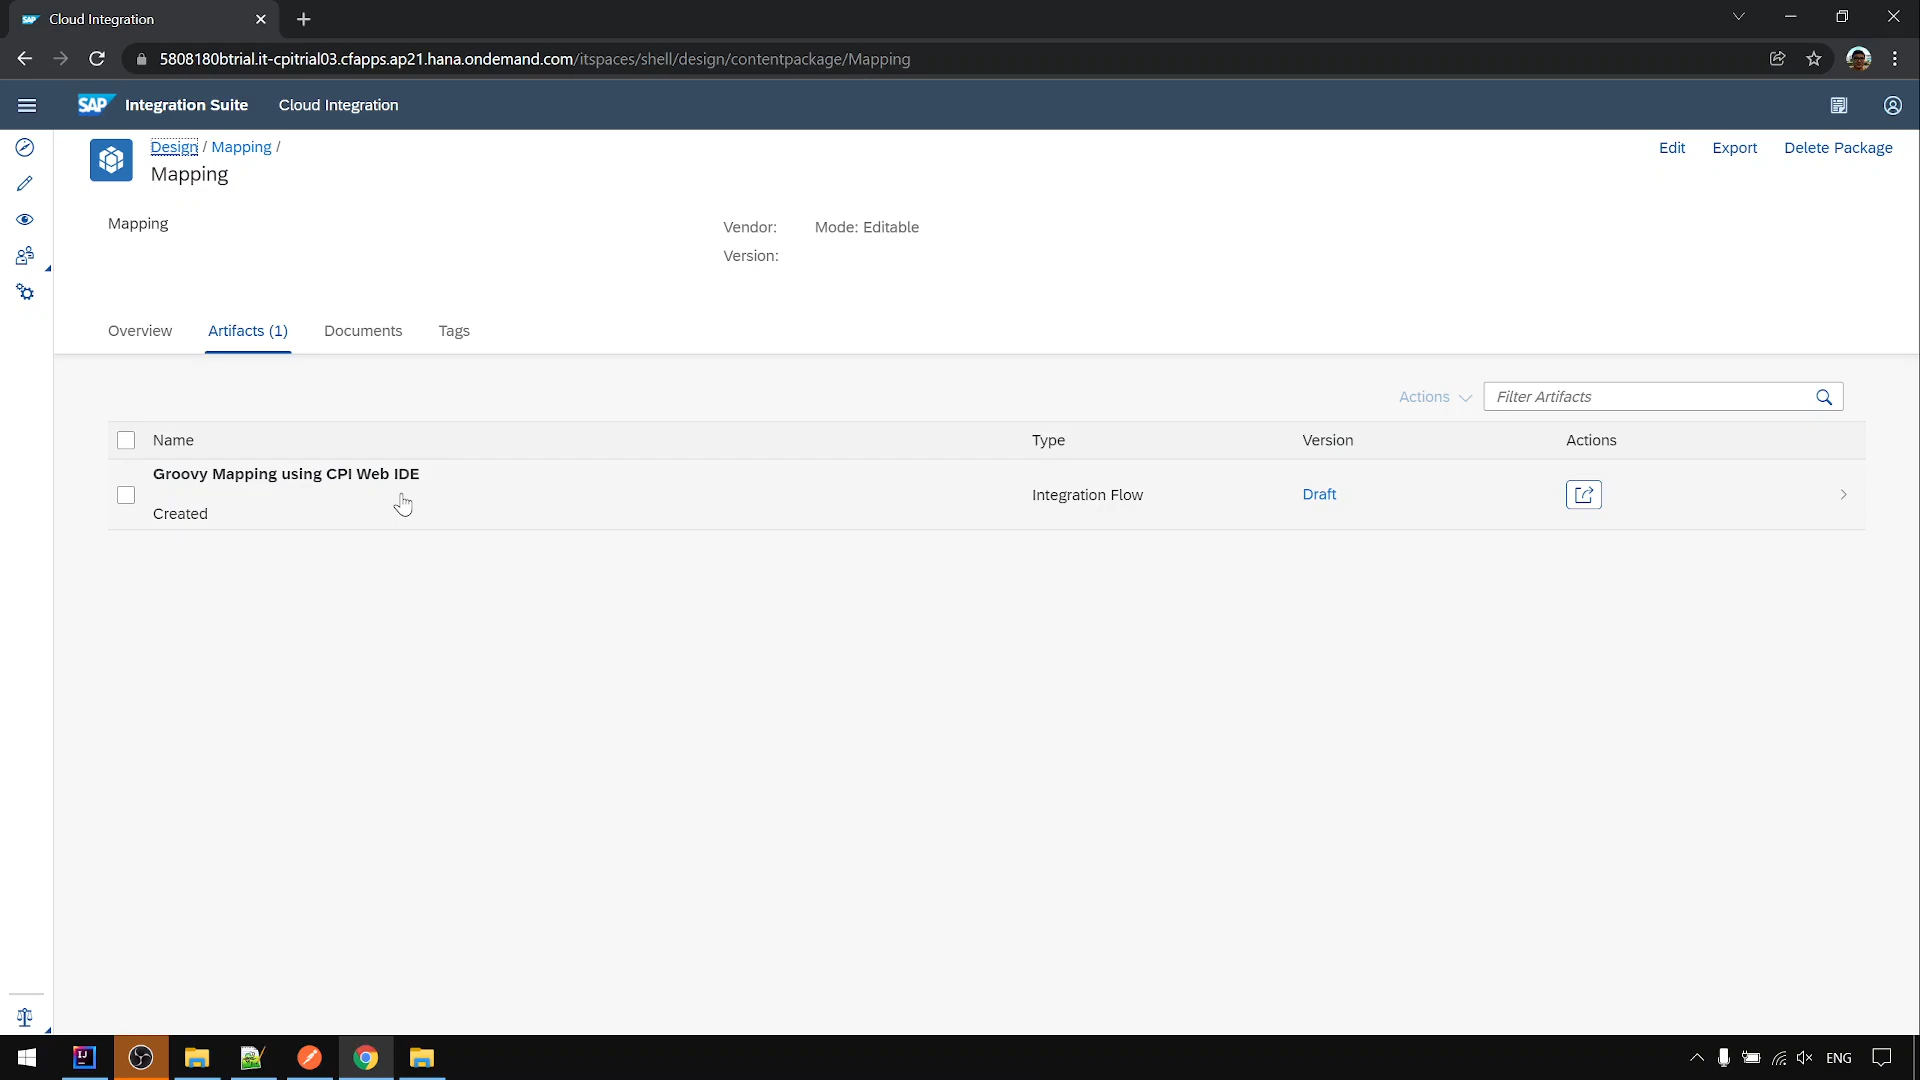 Cloud Integration
5808180btrial.it-cpitrial03.cfapps.ap21.hana.ondemand.com/itspaces/shell/design/contentpackage/Mapping
SAP Integration Suite Cloud Integration
Design / Mapping /
Mapping
Edit Export Delete Package
Mapping
Vendor: Mode: Editable
Version:
Overview Artifacts (1) Documents Tags
Actions Filter Artifacts
Name Type Version Actions
Groovy Mapping using CPI Web IDE
Integration Flow Draft
Created
ENG